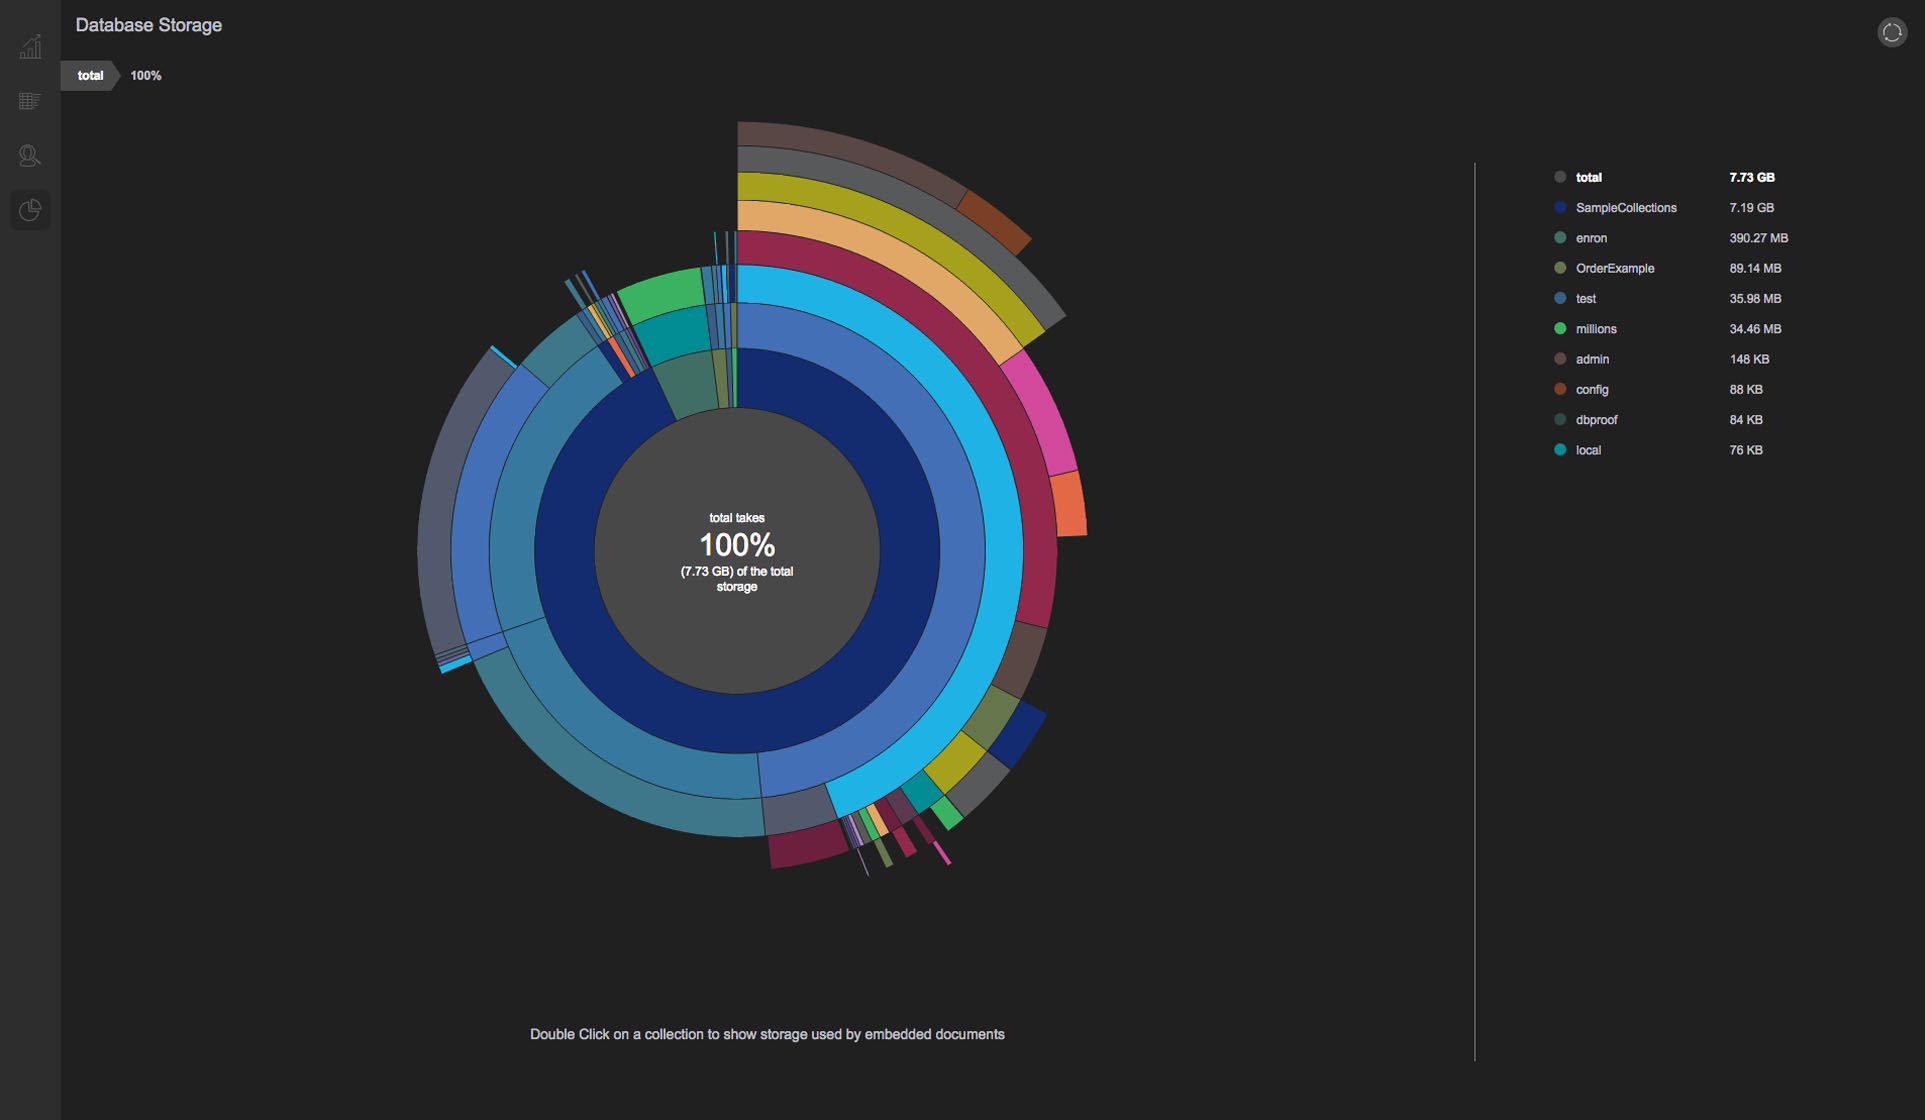 Database Storage
total 100%
total takes
100%
(7.73 GB) of the total
storage
total 7.73 GB
SampleCollections 7.19 GB
enron 390.27 MB
OrderExample 89.14 MB
test 35.98 MB
millions 34.46 MB
admin 148 KB
config 88 KB
dbproof 84 KB
local 76 KB
Double Click on a collection to show storage used by embedded documents